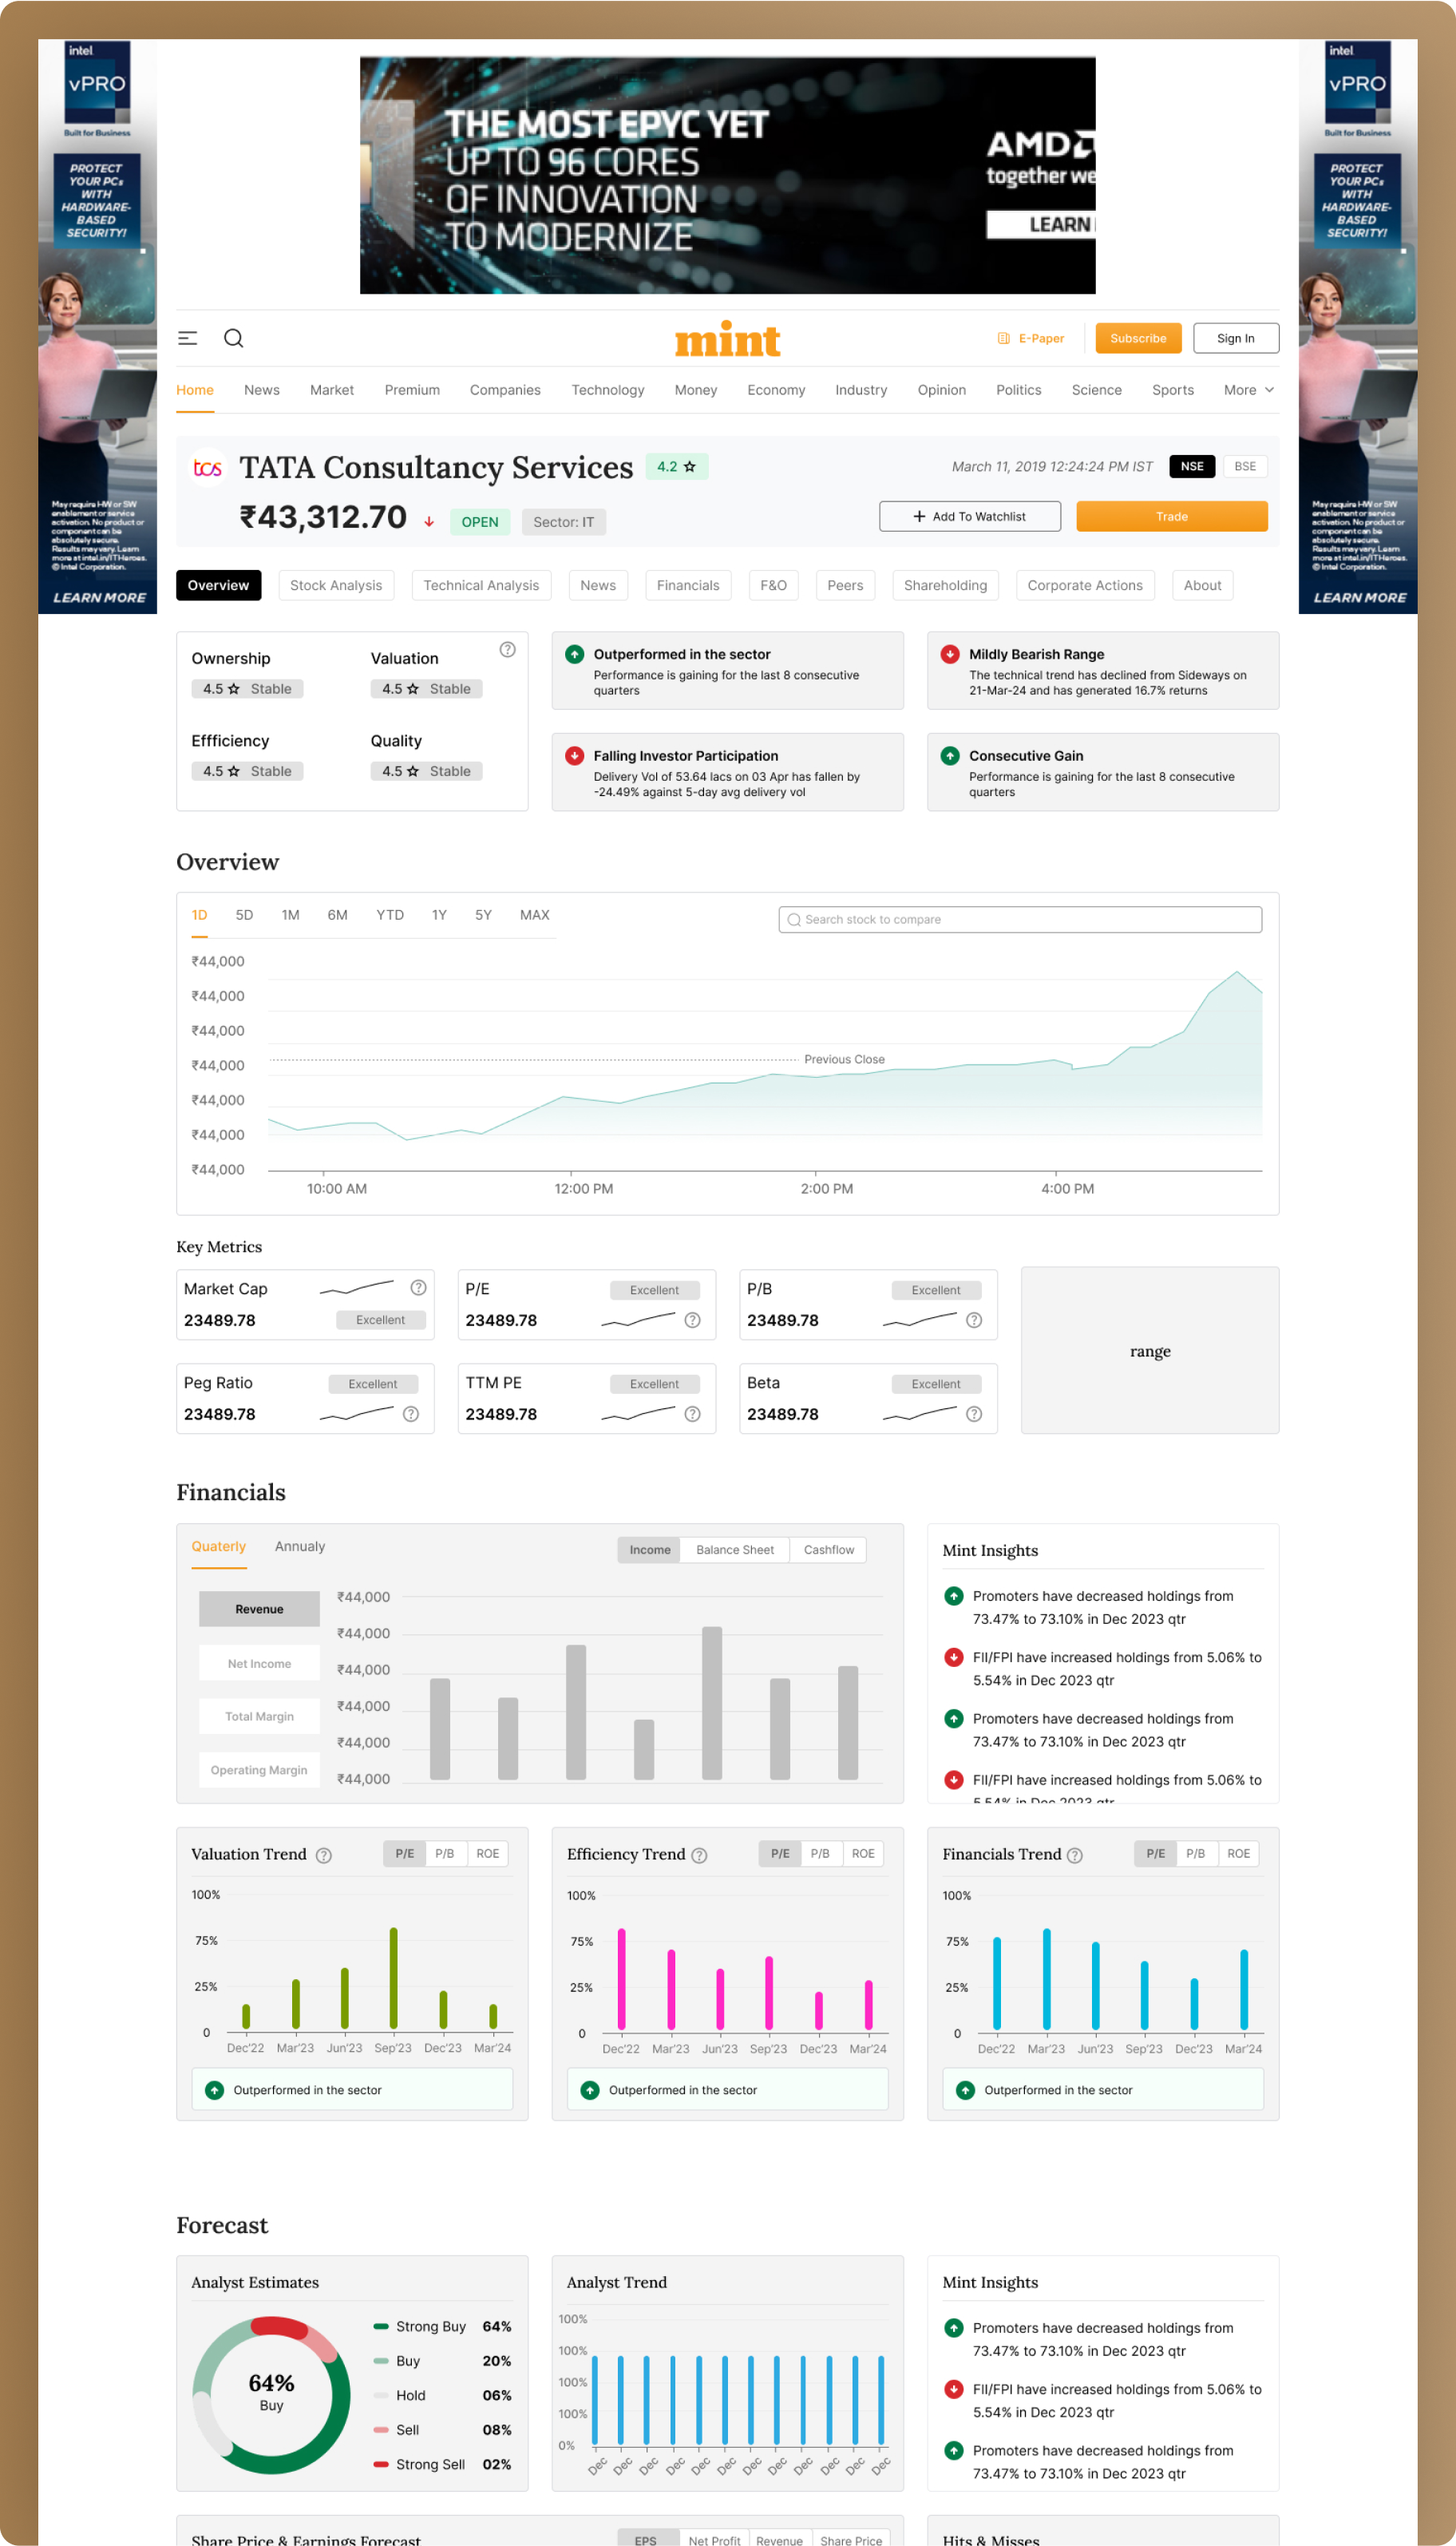 intel
vPRO
Built for Business
PROTECT
YOUR PCs
WITH
HARDWARE-
BASED
SECURITY!
May require HW or SW
enablement or service
activation. No product or
component can be
absolutely secure.
Results may vary. Learn
more at intel.in/ITHeroes.
© Intel Corporation.
LEARN MORE
THE MOST EPYC YET
UP TO 96 CORES
OF INNOVATION
TO MODERNIZE
AMD
together we
LEARN
intel
vPRO
Built for Business
PROTECT
YOUR PCs
WITH
HARDWARE-
BASED
SECURITY!
May require HW or SW
enablement or service
activation. No product or
component can be
absolutely secure.
Results may vary. Learn
more at intel.in/ITHeroes.
© Intel Corporation.
LEARN MORE
mint
E-Paper Subscribe Sign In
Home News Market Premium Companies Technology Money Economy Industry Opinion Politics Science Sports More
tcs TATA Consultancy Services 4.2 March 11, 2019 12:24:24 PM IST NSE BSE
₹43,312.70 OPEN Sector: IT + Add To Watchlist Trade
Overview Stock Analysis Technical Analysis News Financials F&O Peers Shareholding Corporate Actions About
Ownership Valuation
4.5 Stable 4.5 Stable
Effficiency Quality
4.5 Stable 4.5 Stable
Outperformed in the sector
Performance is gaining for the last 8 consecutive
quarters
Mildly Bearish Range
The technical trend has declined from Sideways on
21-Mar-24 and has generated 16.7% returns
Falling Investor Participation
Delivery Vol of 53.64 lacs on 03 Apr has fallen by
-24.49% against 5-day avg delivery vol
Consecutive Gain
Performance is gaining for the last 8 consecutive
quarters
Overview
1D 5D 1M 6M YTD 1Y 5Y MAX Search stock to compare
₹44,000
₹44,000
₹44,000
Previous Close
₹44,000
₹44,000
₹44,000
₹44,000
10:00 AM 12:00 PM 2:00 PM 4:00 PM
Key Metrics
Market Cap
23489.78 Excellent
P/E Excellent
23489.78
P/B Excellent
23489.78
range
Peg Ratio Excellent
23489.78
TTM PE Excellent
23489.78
Beta Excellent
23489.78
Financials
Quaterly Annualy Income Balance Sheet Cashflow
Revenue
Net Income
Total Margin
Operating Margin
₹44,000
₹44,000
₹44,000
₹44,000
₹44,000
₹44,000
Mint Insights
Promoters have decreased holdings from
73.47% to 73.10% in Dec 2023 qtr
FII/FPI have increased holdings from 5.06% to
5.54% in Dec 2023 qtr
Promoters have decreased holdings from
73.47% to 73.10% in Dec 2023 qtr
FII/FPI have increased holdings from 5.06% to
5.54% in Dec 2023 qtr
Valuation Trend P/E P/B ROE
100%
75%
25%
0
Dec'22 Mar'23 Jun'23 Sep'23 Dec'23 Mar'24
Outperformed in the sector
Efficiency Trend P/E P/B ROE
100%
75%
25%
0
Dec'22 Mar'23 Jun'23 Sep'23 Dec'23 Mar'24
Outperformed in the sector
Financials Trend P/E P/B ROE
100%
75%
25%
0
Dec'22 Mar'23 Jun'23 Sep'23 Dec'23 Mar'24
Outperformed in the sector
Forecast
Analyst Estimates
64%
Buy
Strong Buy 64%
Buy 20%
Hold 06%
Sell 08%
Strong Sell 02%
Analyst Trend
100%
100%
100%
100%
0%
Dec Dec Dec Dec Dec Dec Dec Dec Dec Dec Dec Dec
Mint Insights
Promoters have decreased holdings from
73.47% to 73.10% in Dec 2023 qtr
FII/FPI have increased holdings from 5.06% to
5.54% in Dec 2023 qtr
Promoters have decreased holdings from
73.47% to 73.10% in Dec 2023 qtr
Share Price & Earnings Forecast EPS Net Profit Revenue Share Price
Hits & Misses